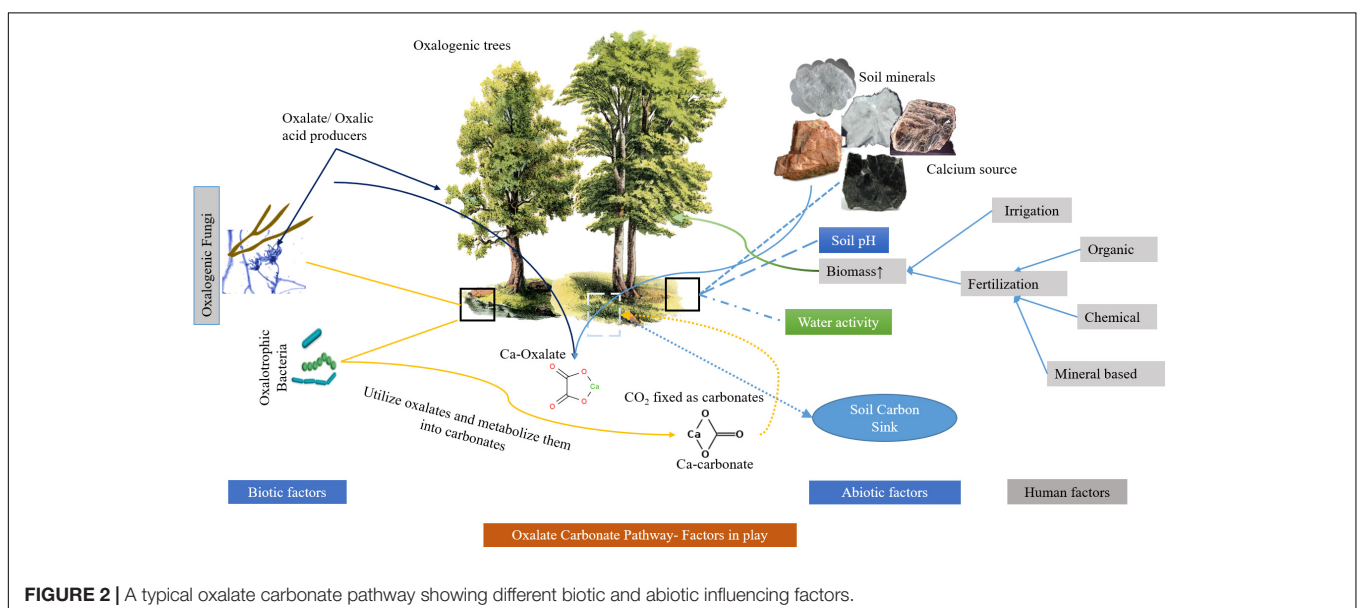 Oxalogenic trees
Soil minerals
Oxalate/ Oxalic
acid producers
Calcium source
Oxalogenic Fungi
Irrigation
Soil pH
Organic
Biomass↑
Fertilization
Water activity
Chemical
Oxalotrophic
Bacteria
Ca-Oxalate
O
O
O
O
Ca
Mineral based
Utilize oxalates and metabolize them
into carbonates
CO2 fixed as carbonates
O
Ca
O
O
Ca-carbonate
Soil Carbon
Sink
Biotic factors
Abiotic factors
Human factors
Oxalate Carbonate Pathway- Factors in play
FIGURE 2 | A typical oxalate carbonate pathway showing different biotic and abiotic influencing factors.